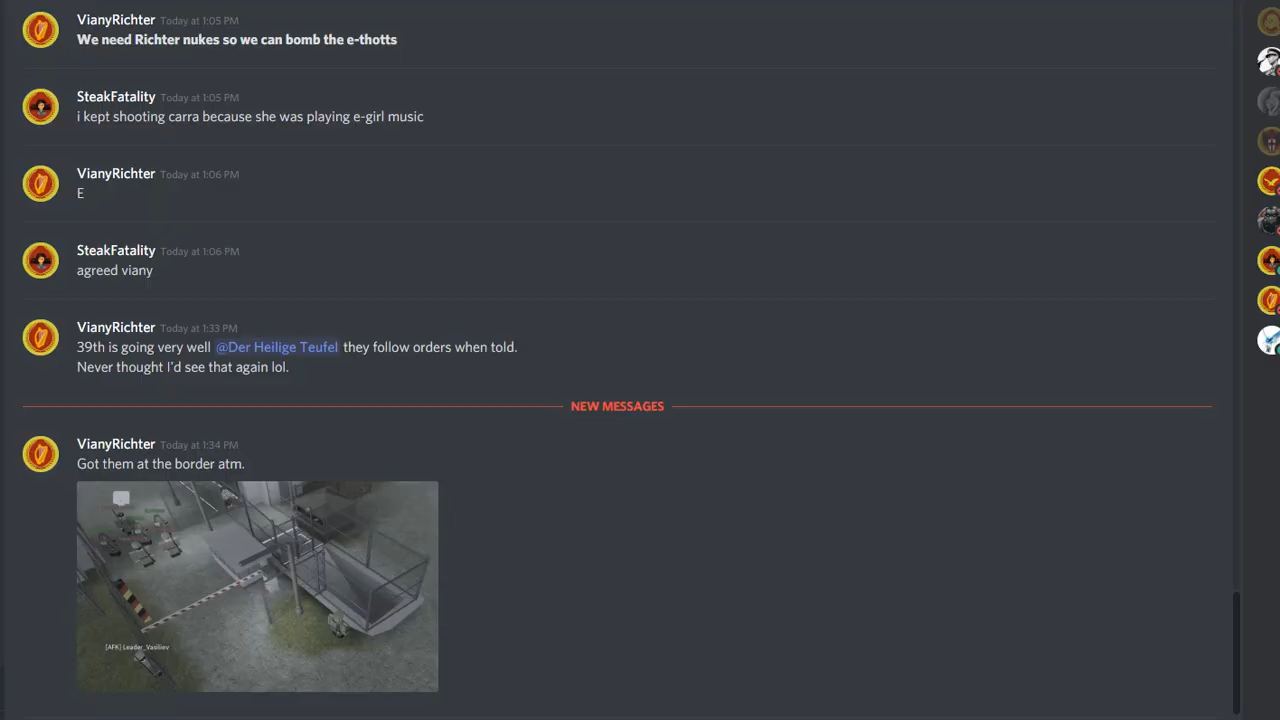 VianyRichter Today at 1:05 PM
We need Richter nukes so we can bomb the e-thotts
SteakFatality Today at 1:05 PM
i kept shooting carra because she was playing e-girl music
VianyRichter Today at 1:06 PM
E
SteakFatality Today at 1:06 PM
agreed viany
VianyRichter Today at 1:33 PM
39th is going very well @Der Heilige Teufel they follow orders when told.
Never thought I'd see that again lol.
NEW MESSAGES
VianyRichter Today at 1:34 PM
Got them at the border atm.
[AFK] Leader_Vasiliev